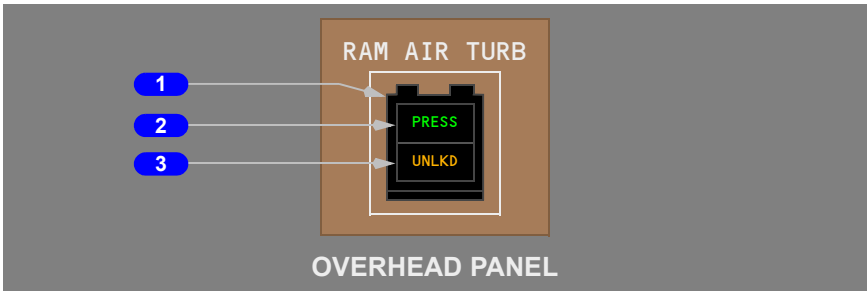 RAM AIR TURB
1
2
PRESS
3
UNLKD
OVERHEAD PANEL